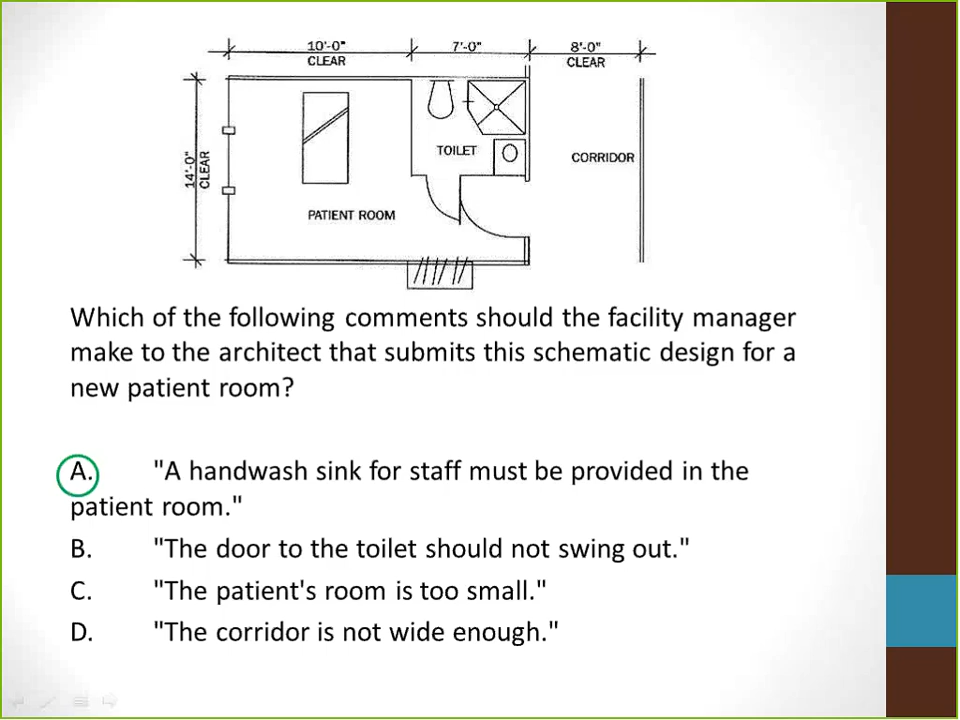 10'-0" 7'-0" 8'-0"
CLEAR CLEAR
14'-0"
CLEAR
TOILET
CORRIDOR
PATIENT ROOM
Which of the following comments should the facility manager
make to the architect that submits this schematic design for a
new patient room?
A. "A handwash sink for staff must be provided in the
patient room."
B. "The door to the toilet should not swing out."
C. "The patient's room is too small."
D. "The corridor is not wide enough."